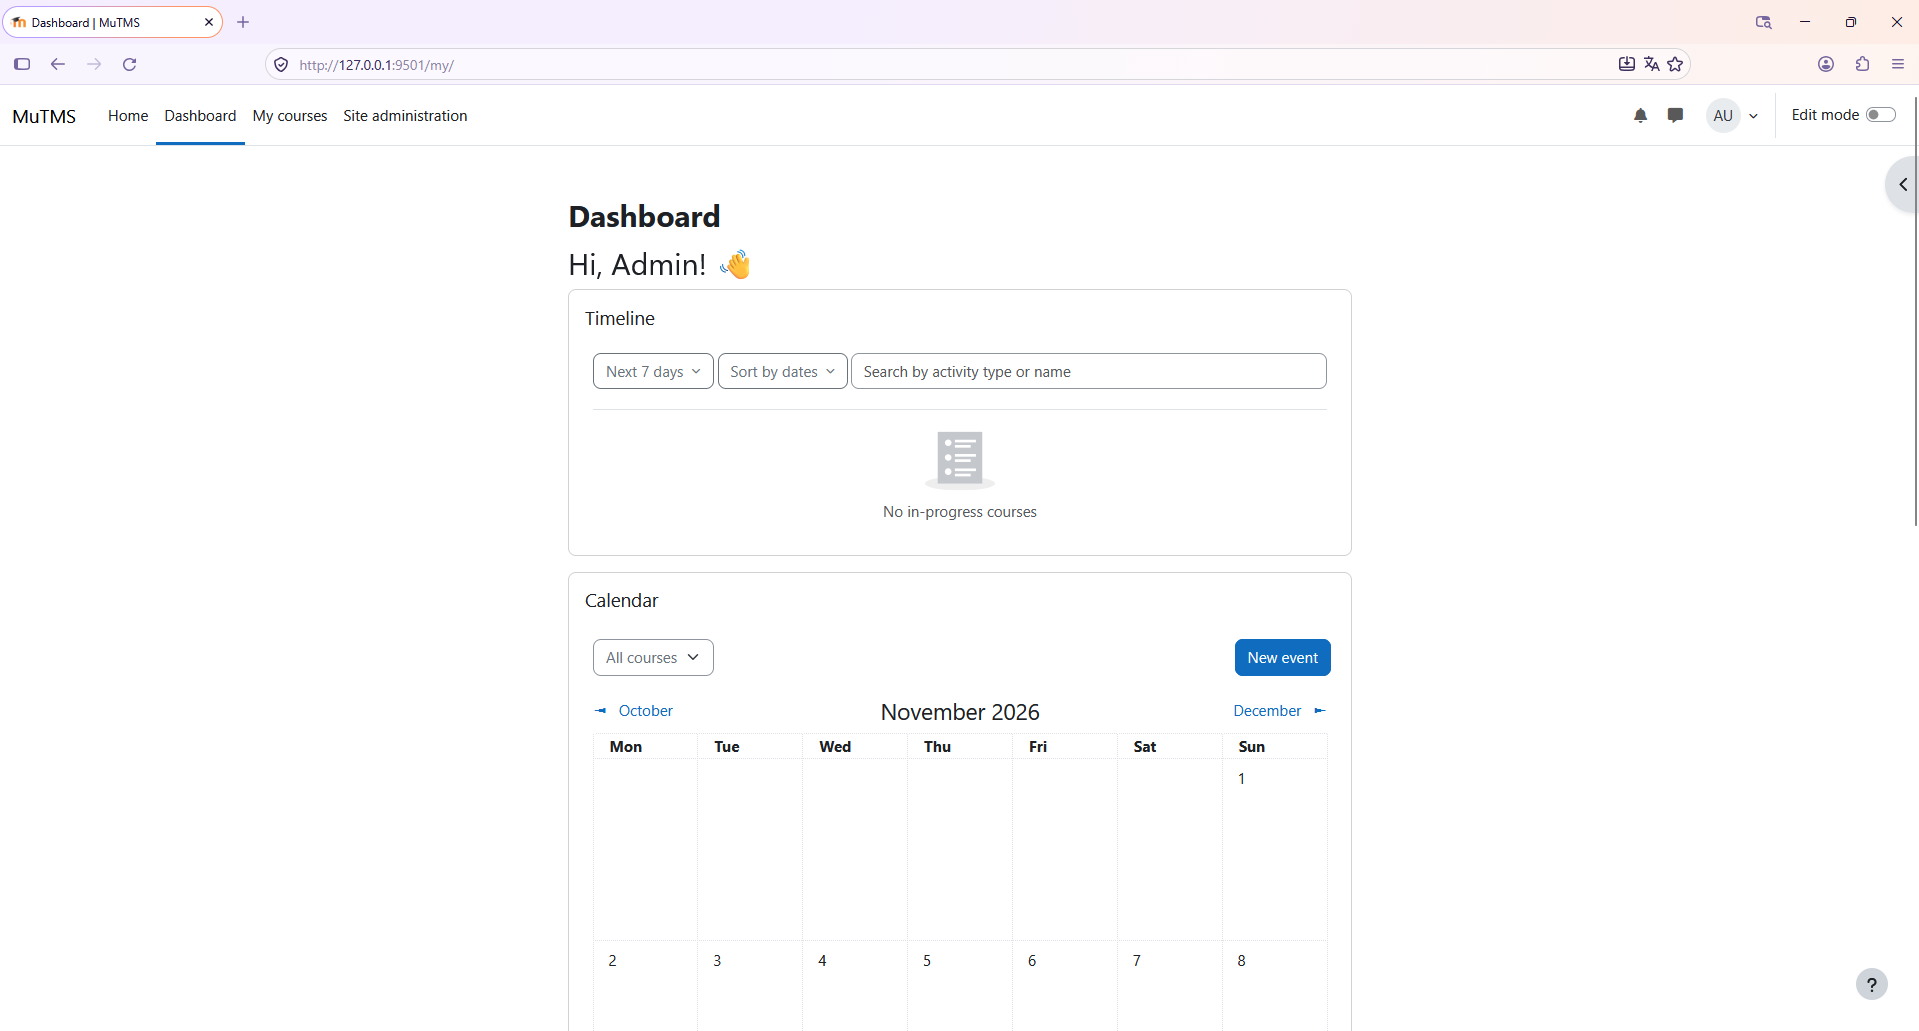 Dashboard | MuTMS
http://127.0.0.1:9501/my/
MuTMS Home Dashboard My courses Site administration AU Edit mode
Dashboard
Hi, Admin! 👋
Timeline
Next 7 days Sort by dates Search by activity type or name
No in-progress courses
Calendar
All courses New event
◄ October November 2026 December ►
Mon Tue Wed Thu Fri Sat Sun
1
2 3 4 5 6 7 8
?